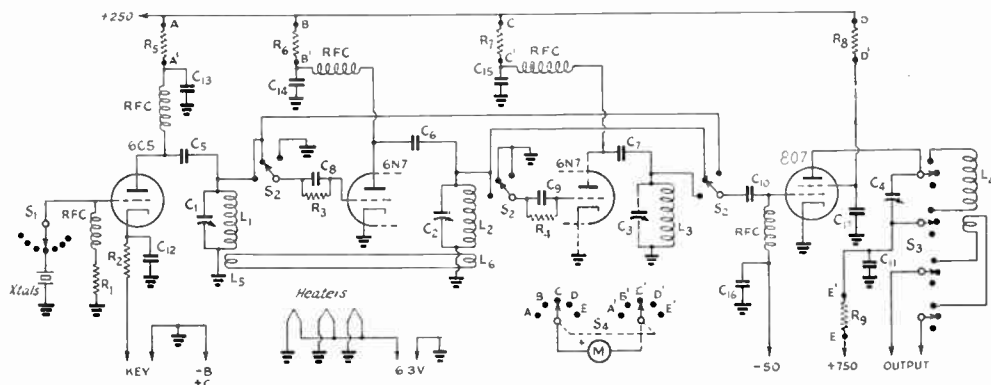 +250 A B C D
R5 R6 R7 R8
A' B' C' D'
RFC RFC
C13 C14 C15
RFC
6C5 C5 C6 6N7 C7 807
S2 C8 6N7 S2 C9 S2 C10 C4 L4
R3 R4
S1 RFC C1 L1 C2 L2 C3 L3 RFC C17 S3
R2 C12 C11
Xtals R1 L5 L6 C16
Heaters B C D B' C' D' E'
A E A' E' R9
S4
+ M E
KEY -B 6 3V -50 +750 OUTPUT
+C